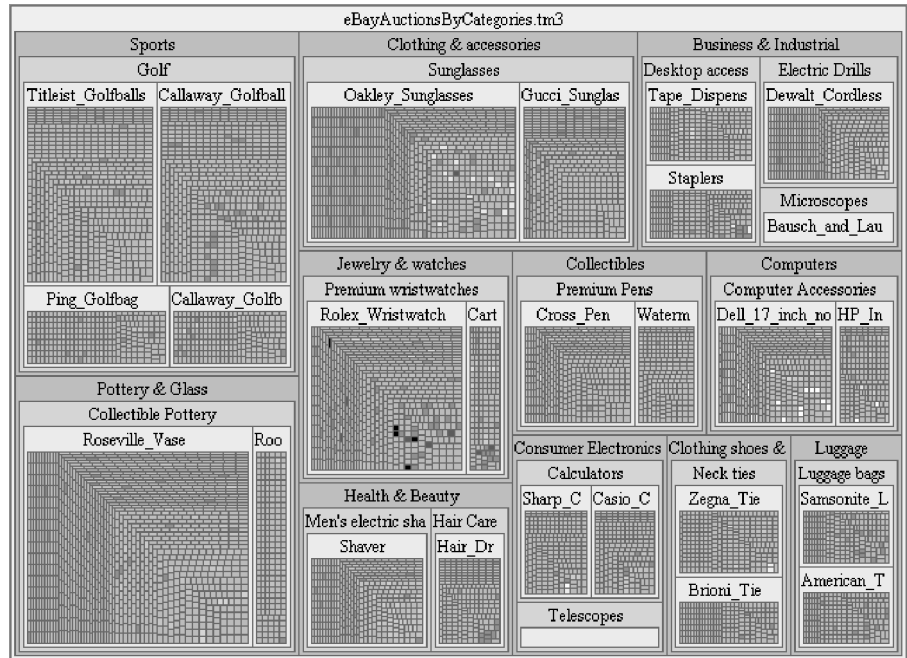 eBayAuctionsByCategories.tm3
Sports
Golf
Titleist_Golfballs
Callaway_Golfball
Ping_Golfbag
Callaway_Golfb
Pottery & Glass
Collectible Pottery
Roseville_Vase
Roo
Clothing & accessories
Sunglasses
Oakley_Sunglasses
Gucci_Sunglas
Business & Industrial
Desktop access
Tape_Dispens
Staplers
Electric Drills
Dewalt_Cordless
Microscopes
Bausch_and_Lau
Jewelry & watches
Premium wristwatches
Rolex_Wristwatch
Cart
Health & Beauty
Men's electric sha
Shaver
Hair Care
Hair_Dr
Collectibles
Premium Pens
Cross_Pen
Waterm
Computers
Computer Accessories
Dell_17_inch_no
HP_In
Consumer Electronics
Calculators
Sharp_C
Casio_C
Telescopes
Clothing shoes &
Neck ties
Zegna_Tie
Brioni_Tie
Luggage
Luggage bags
Samsonite_L
American_T